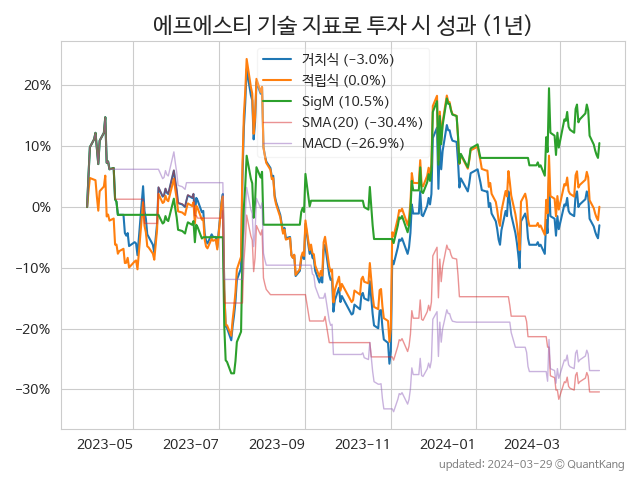 에프에스티 기술 지표로 투자 시 성과 (1년)
거치식 (−3.0%)
적립식 (0.0%)
SigM (10.5%)
SMA(20) (−30.4%)
MACD (−26.9%)
20%
10%
0%
−10%
−20%
−30%
2023-05 2023-07 2023-09 2023-11 2024-01 2024-03
updated: 2024-03-29 © QuantKang